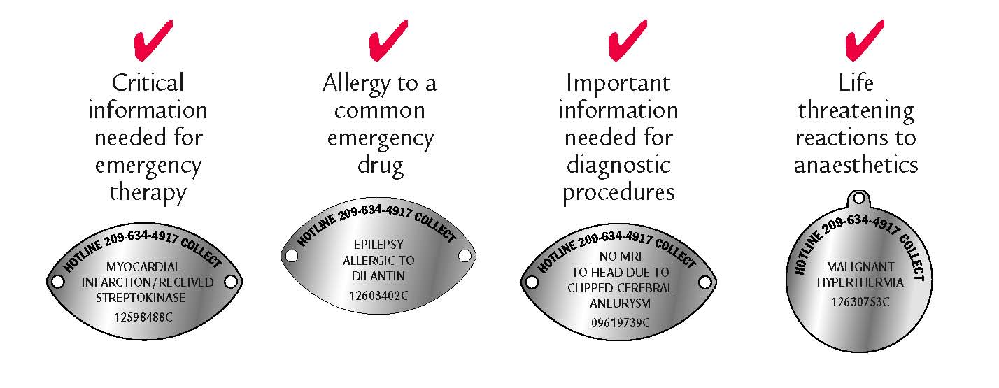 Critical
information
needed for
emergency
therapy
HOTLINE 209-634-4917 COLLECT
MYOCARDIAL
INFARCTION/RECEIVED
STREPTOKINASE
12598488C
Allergy to a
common
emergency
drug
HOTLINE 209-634-4917 COLLECT
EPILEPSY
ALLERGIC TO
DILANTIN
12603402C
Important
information
needed for
diagnostic
procedures
HOTLINE 209-634-4917 COLLECT
NO MRI
TO HEAD DUE TO
CLIPPED CEREBRAL
ANEURYSM
09619739C
Life
threatening
reactions to
anaesthetics
HOTLINE 209-634-4917 COLLECT
MALIGNANT
HYPERTHERMIA
12630753C